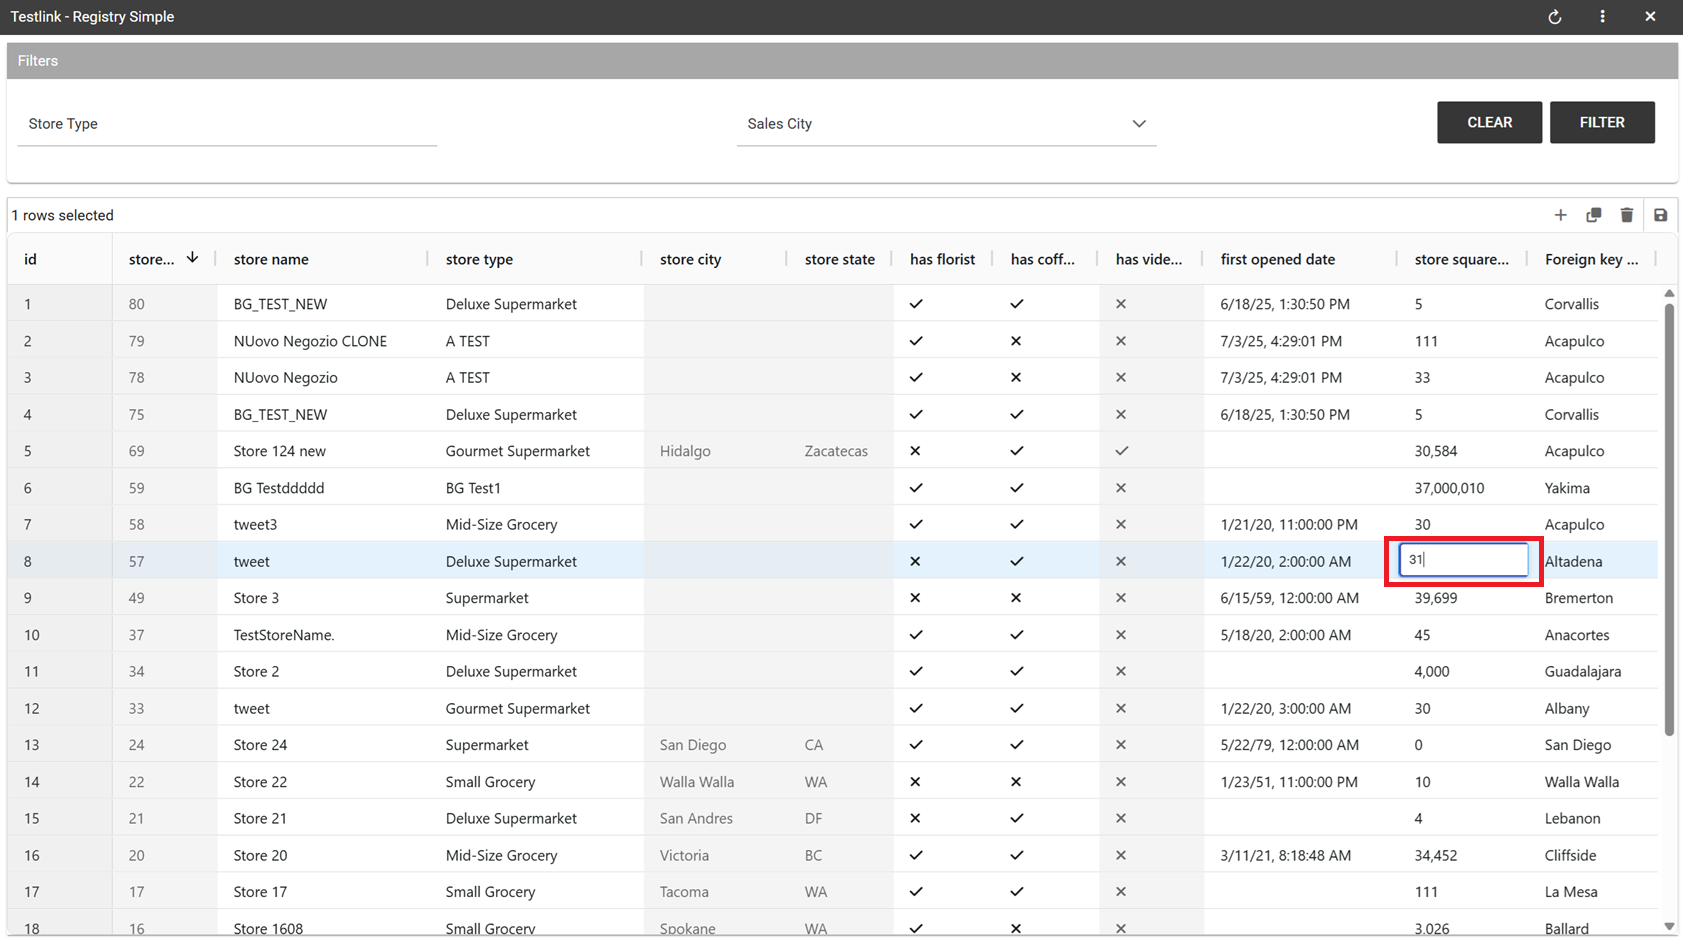 Testlink - Registry Simple
Filters
Store Type Sales City CLEAR FILTER
1 rows selected
id store... store name store type store city store state has florist has coff... has vide... first opened date store square... Foreign key ...
1 80 BG_TEST_NEW Deluxe Supermarket 6/18/25, 1:30:50 PM 5 Corvallis
2 79 NUovo Negozio CLONE A TEST 7/3/25, 4:29:01 PM 111 Acapulco
3 78 NUovo Negozio A TEST 7/3/25, 4:29:01 PM 33 Acapulco
4 75 BG_TEST_NEW Deluxe Supermarket 6/18/25, 1:30:50 PM 5 Corvallis
5 69 Store 124 new Gourmet Supermarket Hidalgo Zacatecas 30,584 Acapulco
6 59 BG Testddddd BG Test1 37,000,010 Yakima
7 58 tweet3 Mid-Size Grocery 1/21/20, 11:00:00 PM 30 Acapulco
8 57 tweet Deluxe Supermarket 1/22/20, 2:00:00 AM 31 Altadena
9 49 Store 3 Supermarket 6/15/59, 12:00:00 AM 39,699 Bremerton
10 37 TestStoreName. Mid-Size Grocery 5/18/20, 2:00:00 AM 45 Anacortes
11 34 Store 2 Deluxe Supermarket 4,000 Guadalajara
12 33 tweet Gourmet Supermarket 1/22/20, 3:00:00 AM 30 Albany
13 24 Store 24 Supermarket San Diego CA 5/22/79, 12:00:00 AM 0 San Diego
14 22 Store 22 Small Grocery Walla Walla WA 1/23/51, 11:00:00 PM 10 Walla Walla
15 21 Store 21 Deluxe Supermarket San Andres DF 4 Lebanon
16 20 Store 20 Mid-Size Grocery Victoria BC 3/11/21, 8:18:48 AM 34,452 Cliffside
17 17 Store 17 Small Grocery Tacoma WA 111 La Mesa
18 16 Store 1608 Small Grocery Spokane WA 3,026 Ballard